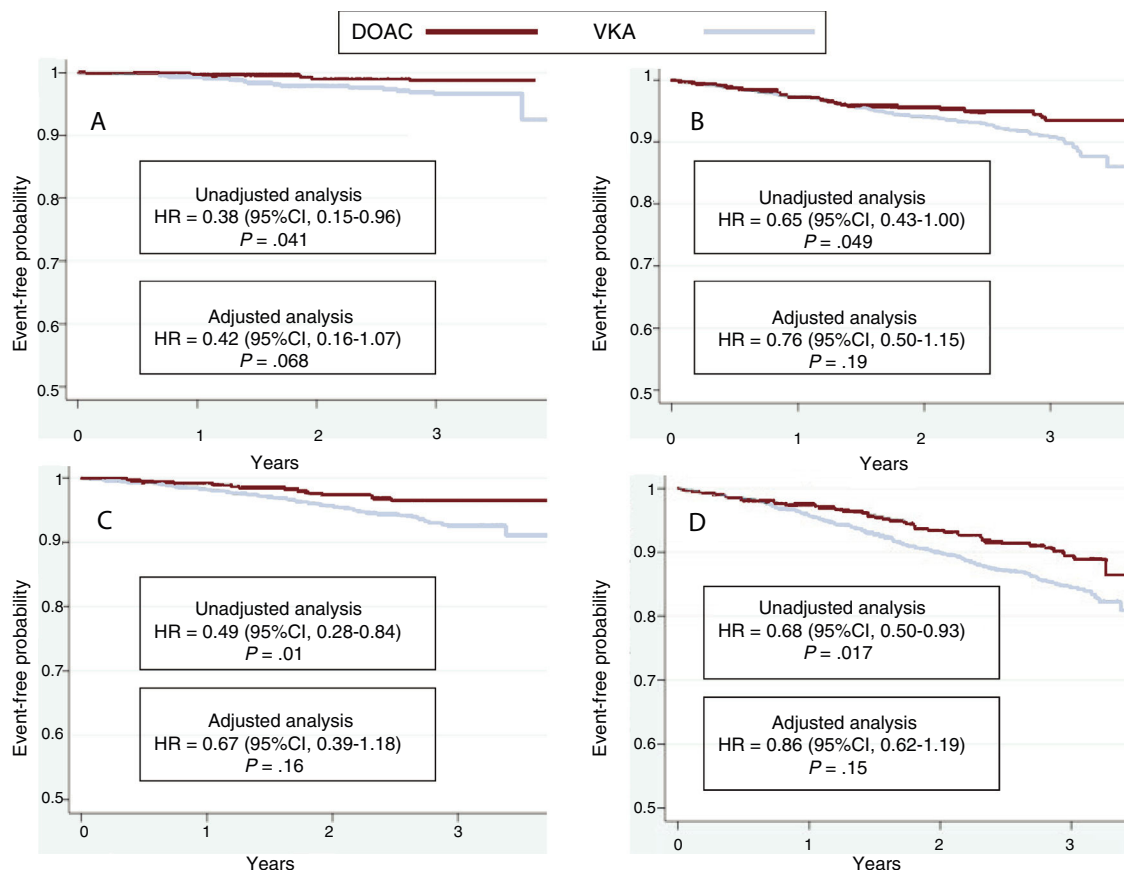 DOAC VKA
A
Event-free probability
1
0.9
0.8
0.7
0.6
0.5
Unadjusted analysis
HR = 0.38 (95%CI, 0.15-0.96)
P = .041
Adjusted analysis
HR = 0.42 (95%CI, 0.16-1.07)
P = .068
0 1 2 3
Years
B
Event-free probability
1
0.9
0.8
0.7
0.6
0.5
Unadjusted analysis
HR = 0.65 (95%CI, 0.43-1.00)
P = .049
Adjusted analysis
HR = 0.76 (95%CI, 0.50-1.15)
P = .19
0 1 2 3
Years
C
Event-free probability
1
0.9
0.8
0.7
0.6
0.5
Unadjusted analysis
HR = 0.49 (95%CI, 0.28-0.84)
P = .01
Adjusted analysis
HR = 0.67 (95%CI, 0.39-1.18)
P = .16
0 1 2 3
Years
D
Event-free probability
1
0.9
0.8
0.7
0.6
0.5
Unadjusted analysis
HR = 0.68 (95%CI, 0.50-0.93)
P = .017
Adjusted analysis
HR = 0.86 (95%CI, 0.62-1.19)
P = .15
0 1 2 3
Years